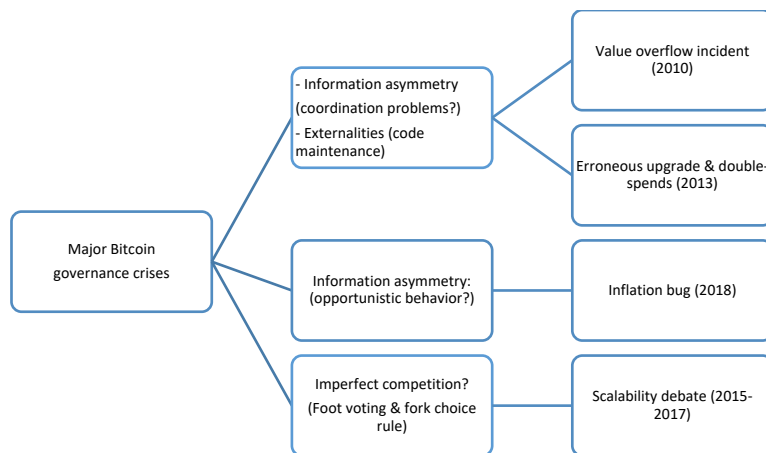 Major Bitcoin
governance crises
- Information asymmetry
(coordination problems?)
- Externalities (code
maintenance)
Value overflow incident
(2010)
Erroneous upgrade & double-
spends (2013)
Information asymmetry:
(opportunistic behavior?)
Inflation bug (2018)
Imperfect competition?
(Foot voting & fork choice
rule)
Scalability debate (2015-
2017)